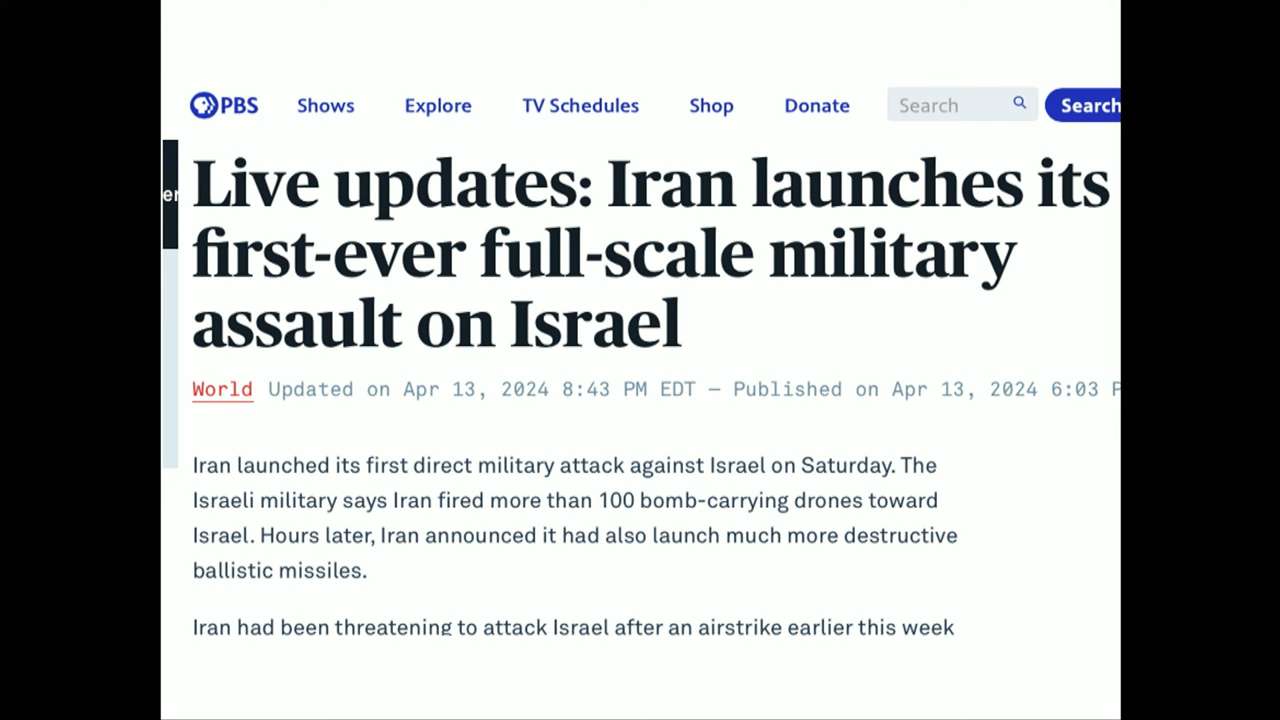 PBS Shows Explore TV Schedules Shop Donate Search Search
er
Live updates: Iran launches its
first-ever full-scale military
assault on Israel
World Updated on Apr 13, 2024 8:43 PM EDT — Published on Apr 13, 2024 6:03
Iran launched its first direct military attack against Israel on Saturday. The
Israeli military says Iran fired more than 100 bomb-carrying drones toward
Israel. Hours later, Iran announced it had also launch much more destructive
ballistic missiles.
Iran had been threatening to attack Israel after an airstrike earlier this week